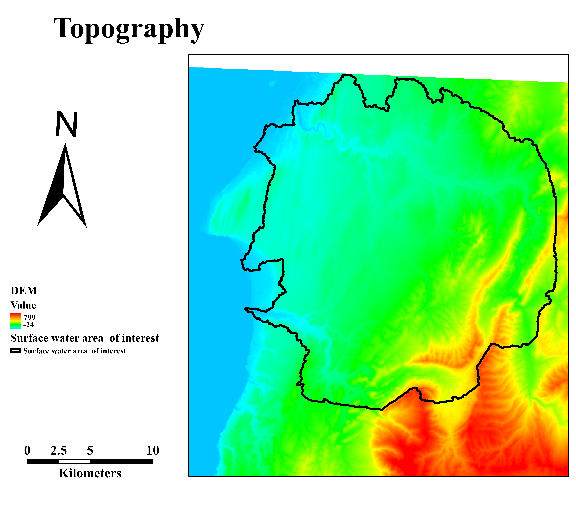 Topography
N
DEM
Value
799
-24
Surface water area of interest
Surface water area of interest
0 2.5 5 10
Kilometers